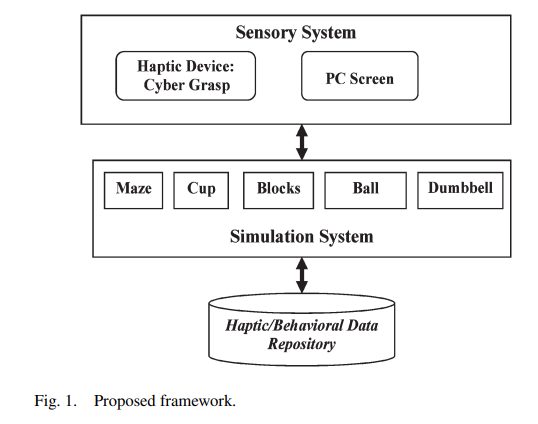 Sensory System
Haptic Device:
Cyber Grasp
PC Screen
Maze
Cup
Blocks
Ball
Dumbbell
Simulation System
Haptic/Behavioral Data
Repository
Fig. 1. Proposed framework.